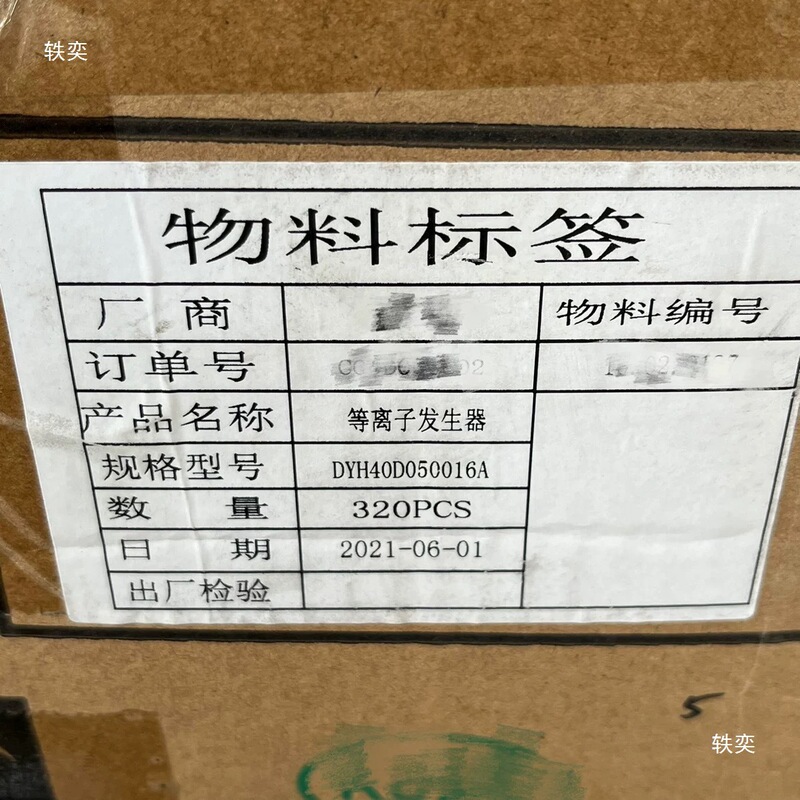 轶奕
物料标签
厂商 物料编号
订单号
产品名称 等离子发生器
规格型号 DYH40D050016A
数量 320PCS
日期 2021-06-01
出厂检验
5
轶奕